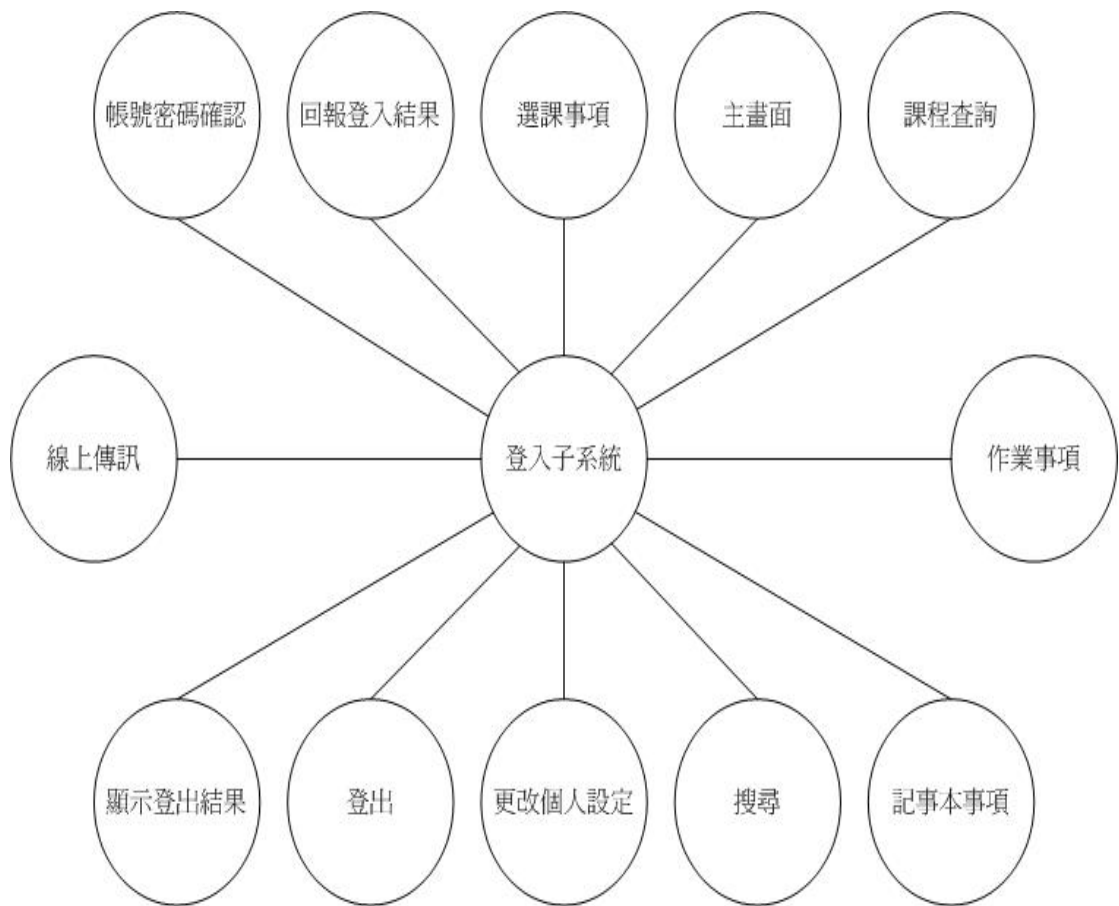 帳號密碼確認
回報登入結果
選課事項
主畫面
課程查詢
線上傳訊
登入子系統
作業事項
顯示登出結果
登出
更改個人設定
搜尋
記事本事項